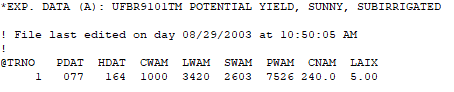 *EXP. DATA (A): UFBR9101TM POTENTIAL YIELD, SUNNY, SUBIRRIGATED
! File last edited on day 08/29/2003 at 10:50:05 AM
!
@TRNO   PDAT  HDAT  CWAM  LWAM  SWAM  PWAM  CNAM  LAIX
     1   077   164  1000  3420  2603  7526 240.0  5.00